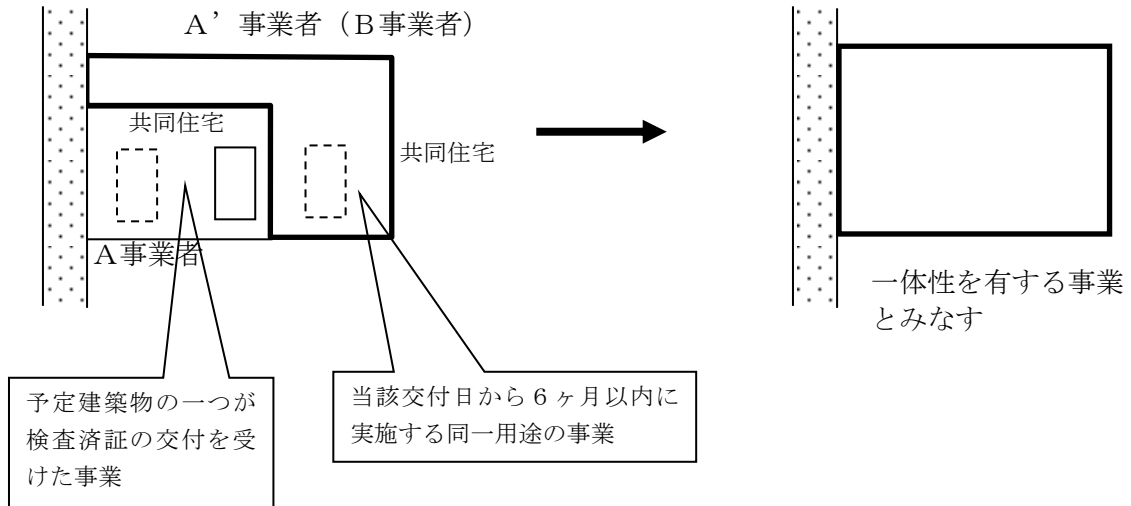 A’事業者（B事業者）
共同住宅
共同住宅
A事業者
予定建築物の一つが
検査済証の交付を受
けた事業
当該交付日から６ヶ月以内に
実施する同一用途の事業
一体性を有する事業
とみなす